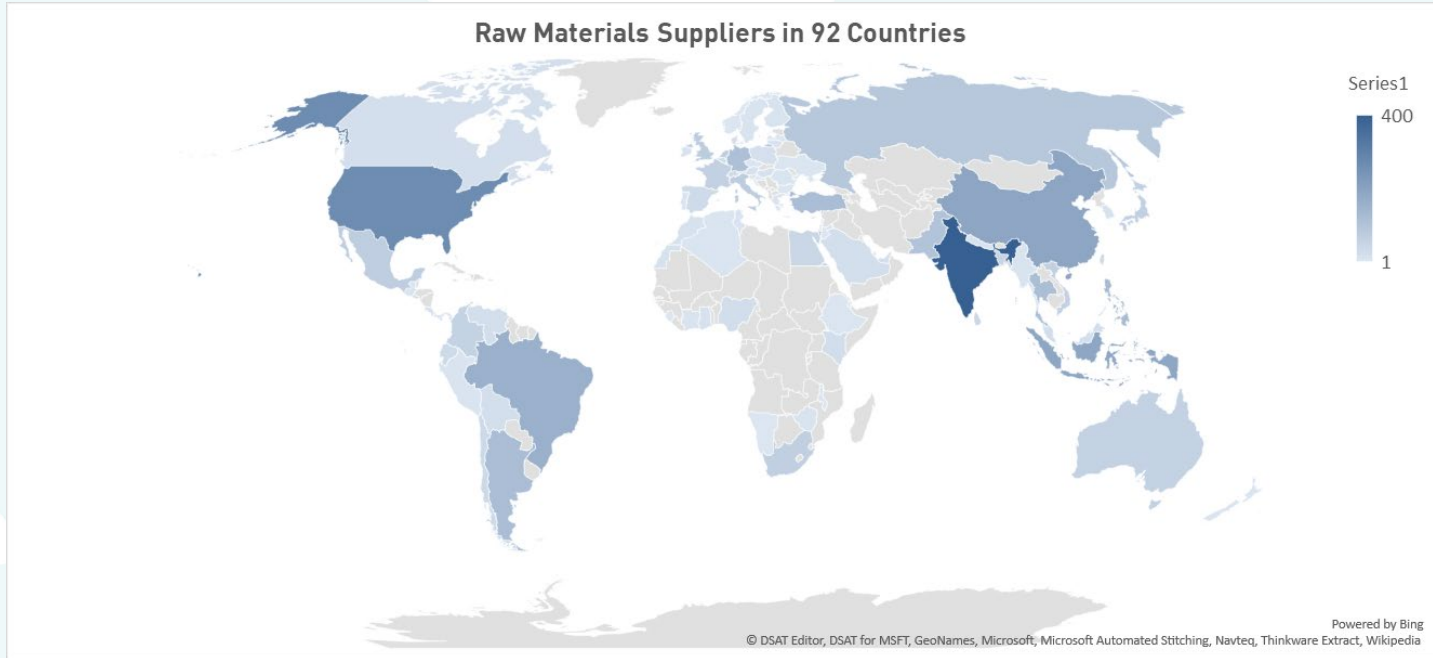 Raw Materials Suppliers in 92 Countries
Series1
400
1
Powered by Bing
© DSAT Editor, DSAT for MSFT, GeoNames, Microsoft, Microsoft Automated Stitching, Navteq, Thinkware Extract, Wikipedia